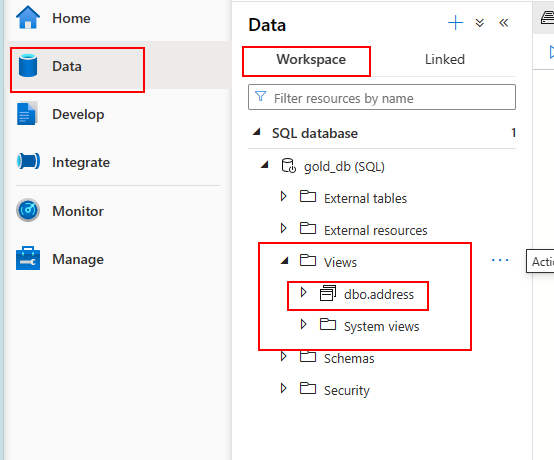 Home
Data
Develop
Integrate
Monitor
Manage
Data
Workspace
Linked
Filter resources by name
SQL database
1
gold_db (SQL)
External tables
External resources
Views
dbo.address
System views
Schemas
Security